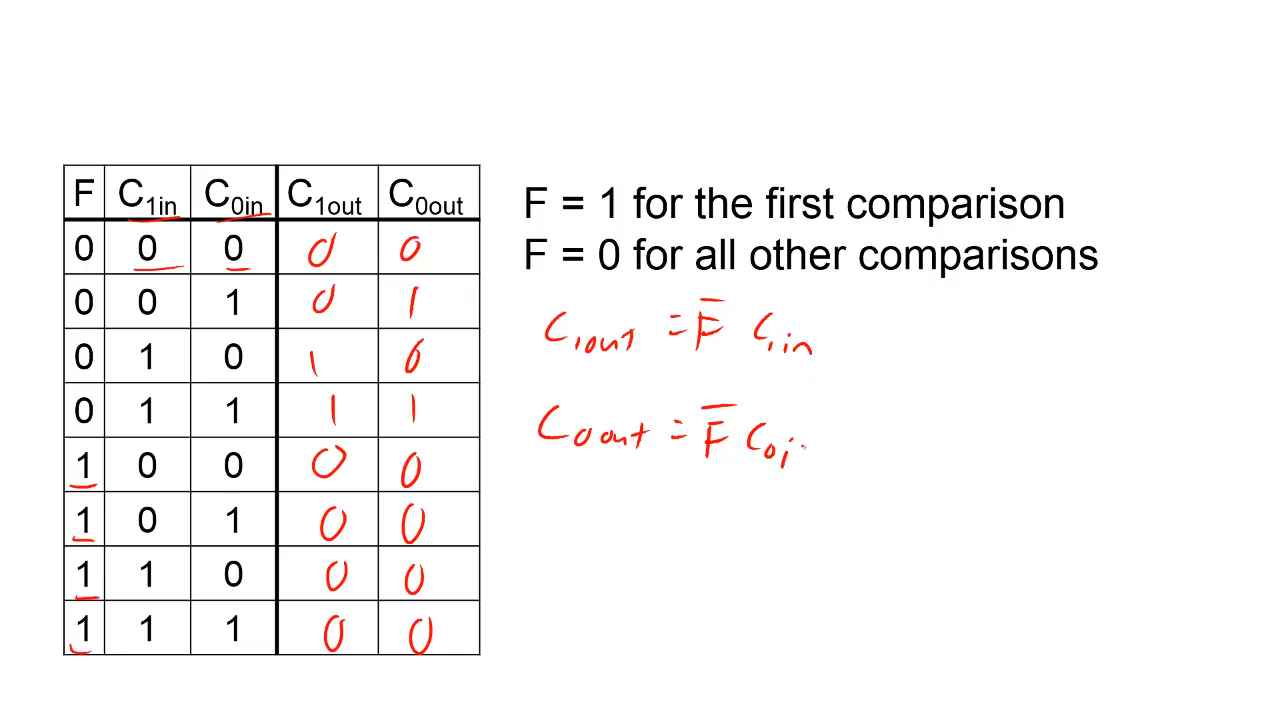 F C1in C0in C1out C0out
0 0 0 0 0
0 0 1 0 1
0 1 0 1 0
0 1 1 1 1
1 0 0 0 0
1 0 1 0 0
1 1 0 0 0
1 1 1 0 0
F = 1 for the first comparison
F = 0 for all other comparisons
C1out = F̅ C1in
C0out = F̅ C0i